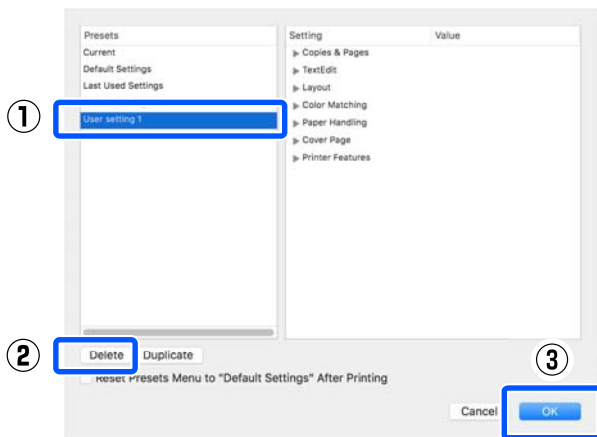 Presets
Setting Value
Current
Default Settings
Last Used Settings
User setting 1
Copies & Pages
TextEdit
Layout
Color Matching
Paper Handling
Cover Page
Printer Features
①
②
Delete Duplicate
③
Reset Presets Menu to "Default Settings" After Printing
Cancel OK